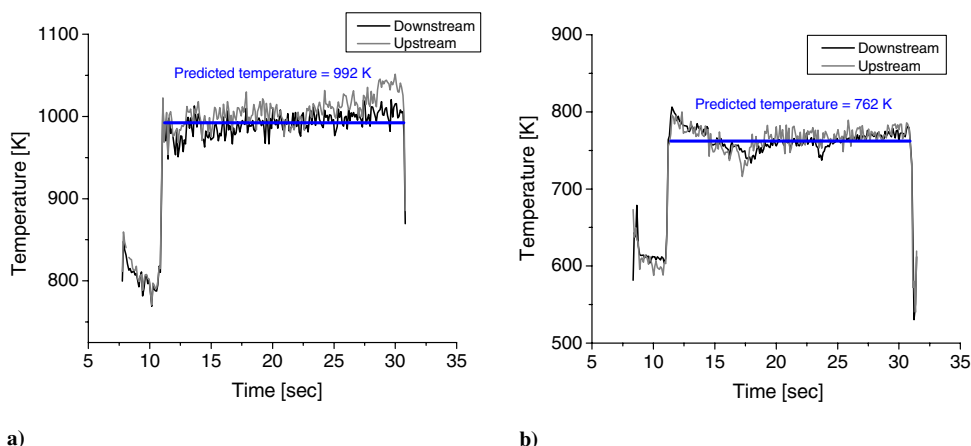 Downstream
Upstream
Predicted temperature = 992 K
Temperature [K]
1100
1000
900
800
5
10
15
20
25
30
35
Time [sec]
a)
Downstream
Upstream
Predicted temperature = 762 K
Temperature [K]
900
800
700
600
500
5
10
15
20
25
30
35
Time [sec]
b)